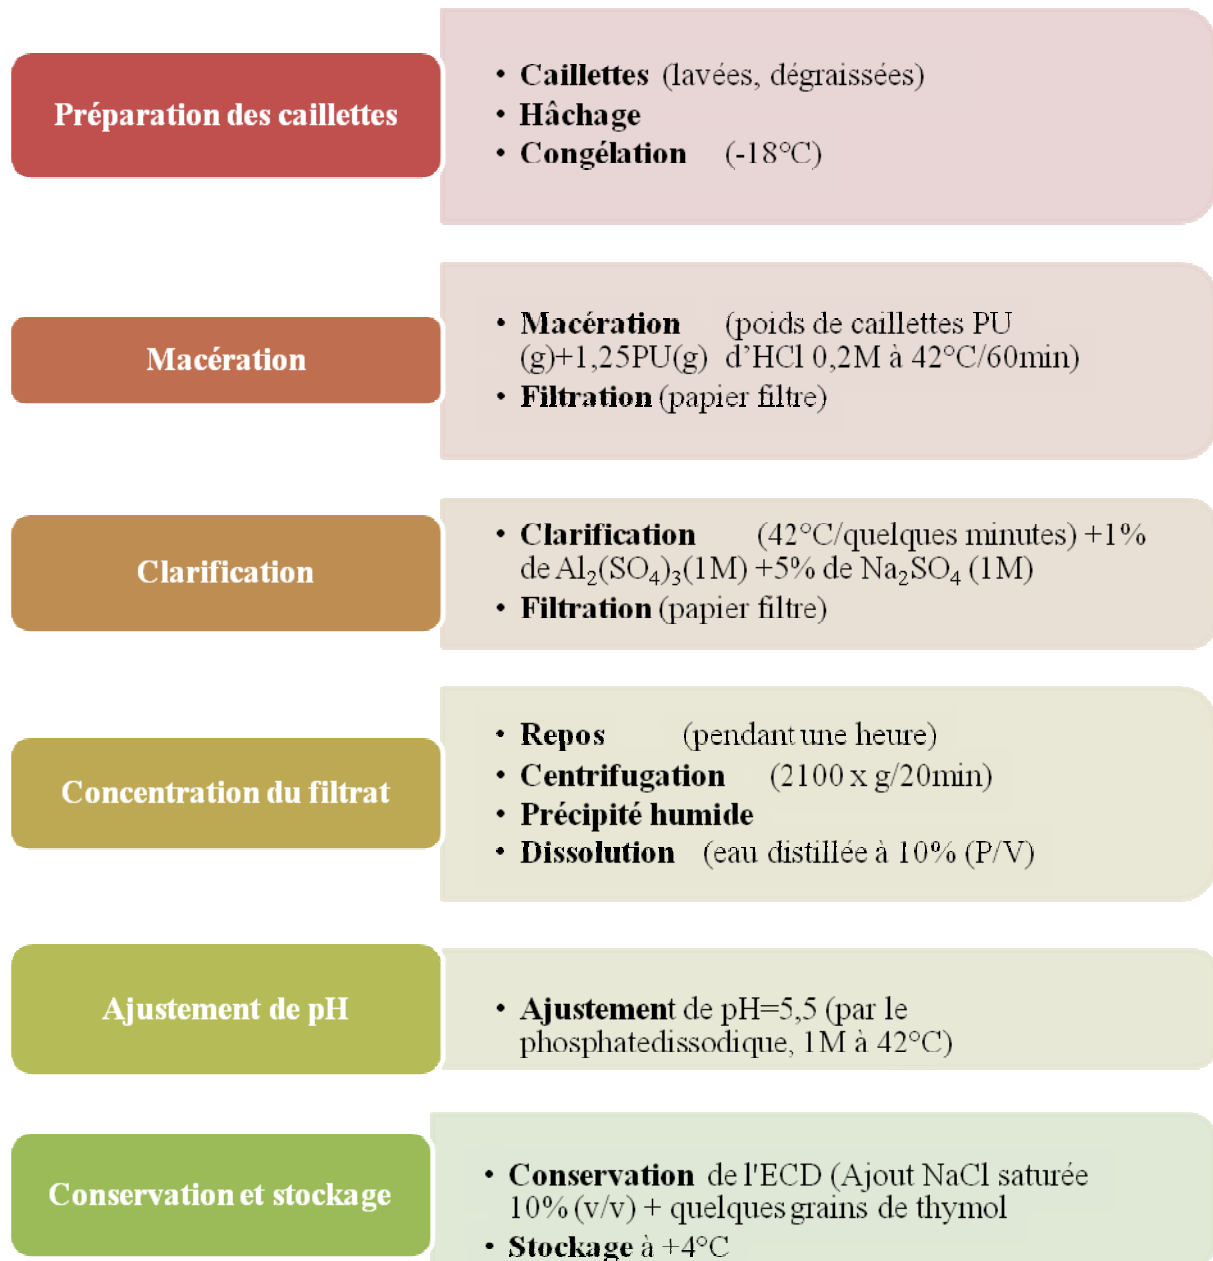 Préparation des caillettes
• Caillettes (lavées, dégraissées)
• Hâchage
• Congélation (-18°C)
Macération
• Macération (poids de caillettes PU
(g)+1,25PU(g) d’HCl 0,2M à 42°C/60min)
• Filtration (papier filtre)
Clarification
• Clarification (42°C/quelques minutes) +1%
de Al₂(SO₄)₃(1M) +5% de Na₂SO₄ (1M)
• Filtration (papier filtre)
Concentration du filtrat
• Repos (pendant une heure)
• Centrifugation (2100 x g/20min)
• Précipité humide
• Dissolution (eau distillée à 10% (P/V)
Ajustement de pH
• Ajustement de pH=5,5 (par le
phosphatedissodique, 1M à 42°C)
Conservation et stockage
• Conservation de l'ECD (Ajout NaCl saturée
10% (v/v) + quelques grains de thymol
• Stockage à +4°C